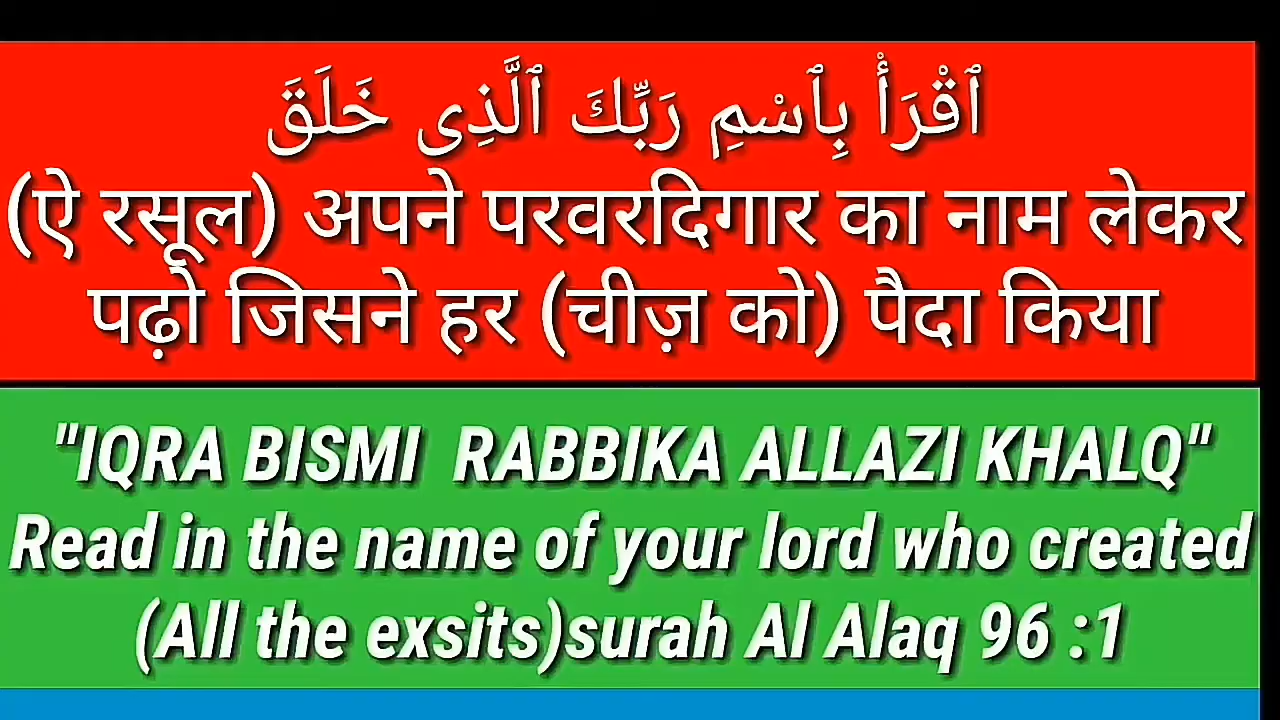 ٱقْرَأْ بِٱسْمِ رَبِّكَ ٱلَّذِى خَلَقَ
(ऐ रसूल) अपने परवरदिगार का नाम लेकर
पढ़ो जिसने हर (चीज़ को) पैदा किया
"IQRA BISMI RABBIKA ALLAZI KHALQ"
Read in the name of your lord who created
(All the exsits)surah Al Alaq 96 :1